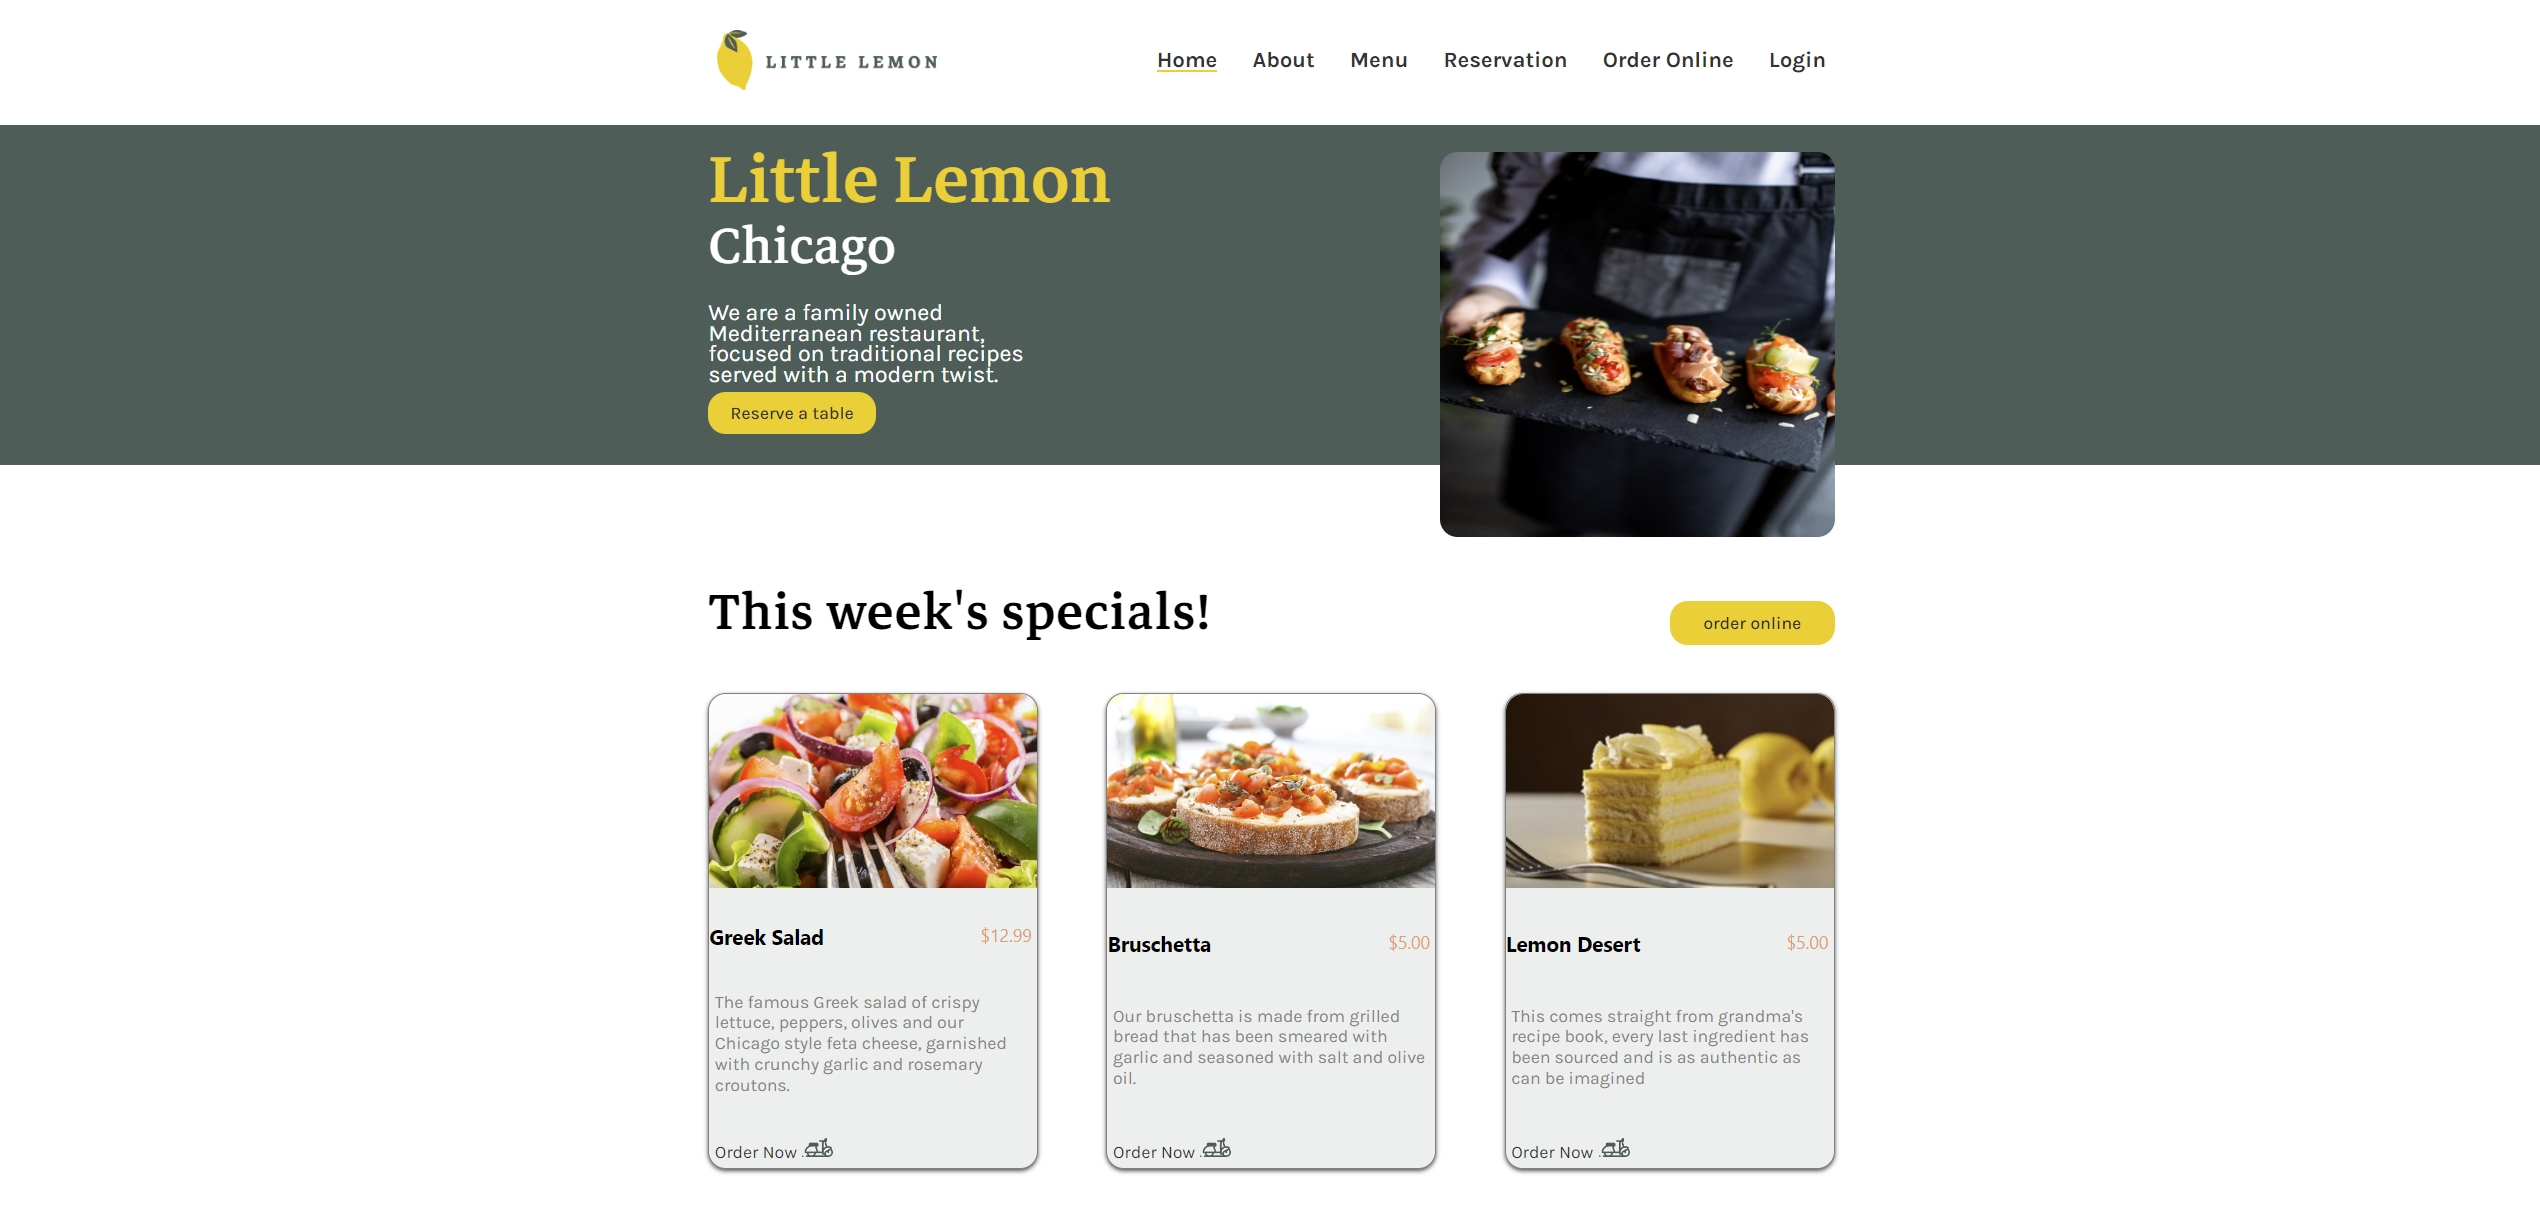 LITTLE LEMON
Home About Menu Reservation Order Online Login
Little Lemon
Chicago
We are a family owned
Mediterranean restaurant,
focused on traditional recipes
served with a modern twist.
Reserve a table
This week's specials!
order online
Greek Salad $12.99
The famous Greek salad of crispy
lettuce, peppers, olives and our
Chicago style feta cheese, garnished
with crunchy garlic and rosemary
croutons.
Order Now
Bruschetta $5.00
Our bruschetta is made from grilled
bread that has been smeared with
garlic and seasoned with salt and olive
oil.
Order Now
Lemon Desert $5.00
This comes straight from grandma's
recipe book, every last ingredient has
been sourced and is as authentic as
can be imagined
Order Now